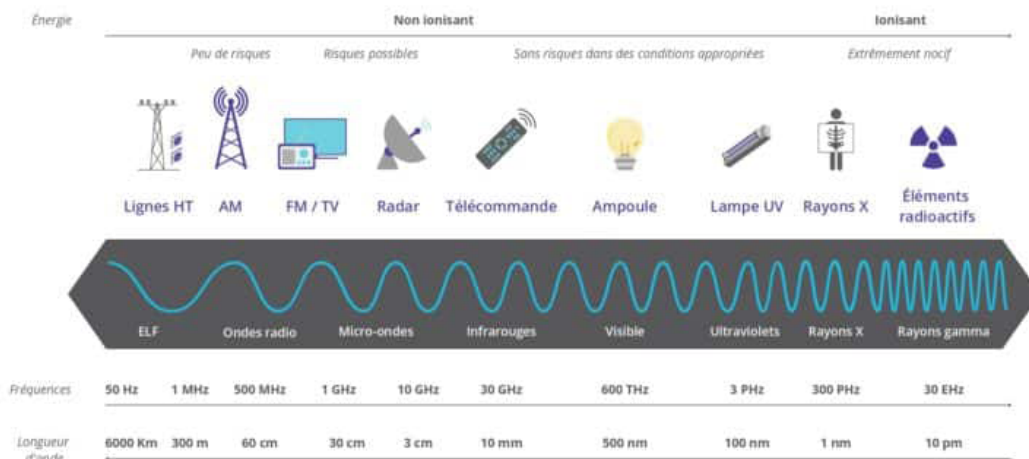 Énergie Non ionisant Ionisant
Peu de risques Risques possibles Sans risques dans des conditions appropriées Extrêmement nocif
Lignes HT AM FM / TV Radar Télécommande Ampoule Lampe UV Rayons X Éléments radioactifs
ELF Ondes radio Micro-ondes Infrarouges Visible Ultraviolets Rayons X Rayons gamma
Fréquences 50 Hz 1 MHz 500 MHz 1 GHz 10 GHz 30 GHz 600 THz 3 PHz 300 PHz 30 EHz
Longueur d'onde 6000 Km 300 m 60 cm 30 cm 3 cm 10 mm 500 nm 100 nm 1 nm 10 pm